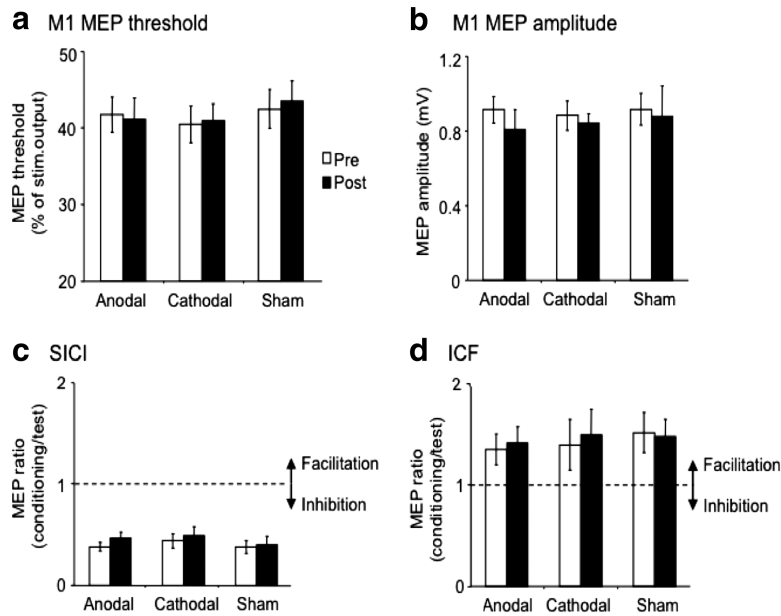 a M1 MEP threshold
MEP threshold
(% of stim.output)
50
40
30
20
Anodal Cathodal Sham
Pre
Post
b M1 MEP amplitude
MEP amplitude (mV)
1.2
0.8
0.4
0
Anodal Cathodal Sham
c SICI
MEP ratio
(conditioning/test)
2
1
0
Facilitation
Inhibition
Anodal Cathodal Sham
d ICF
MEP ratio
(conditioning/test)
2
1
0
Facilitation
Inhibition
Anodal Cathodal Sham